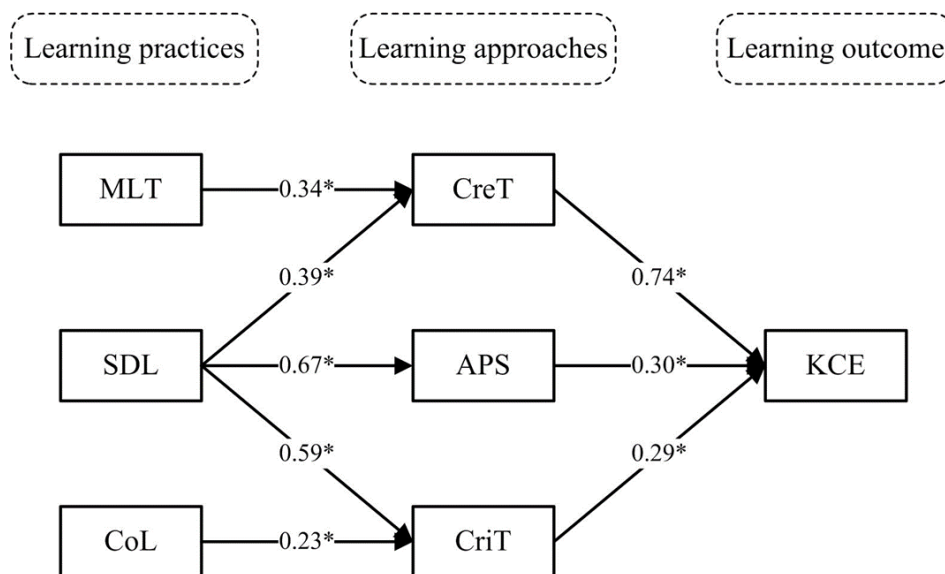 Learning practices
Learning approaches
Learning outcome
MLT
0.34*
CreT
0.39*
0.74*
SDL
0.67*
APS
0.30*
KCE
0.59*
0.29*
CoL
0.23*
CriT